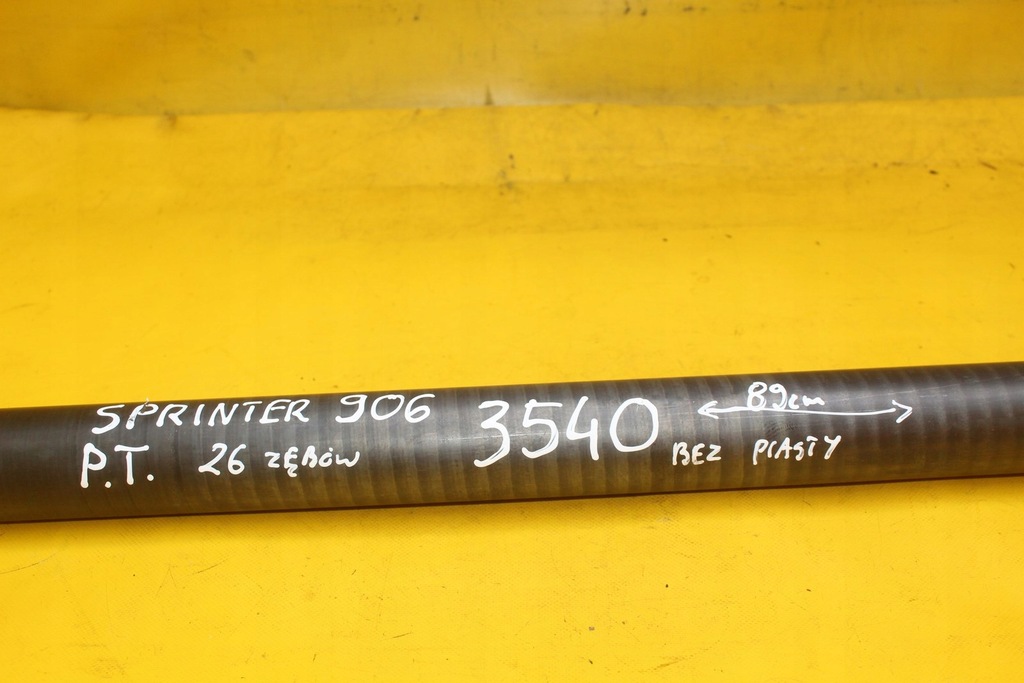 SPRINTER 906
P.T. 26 ZĘBÓW
3540
89cm
BEZ PIASTY